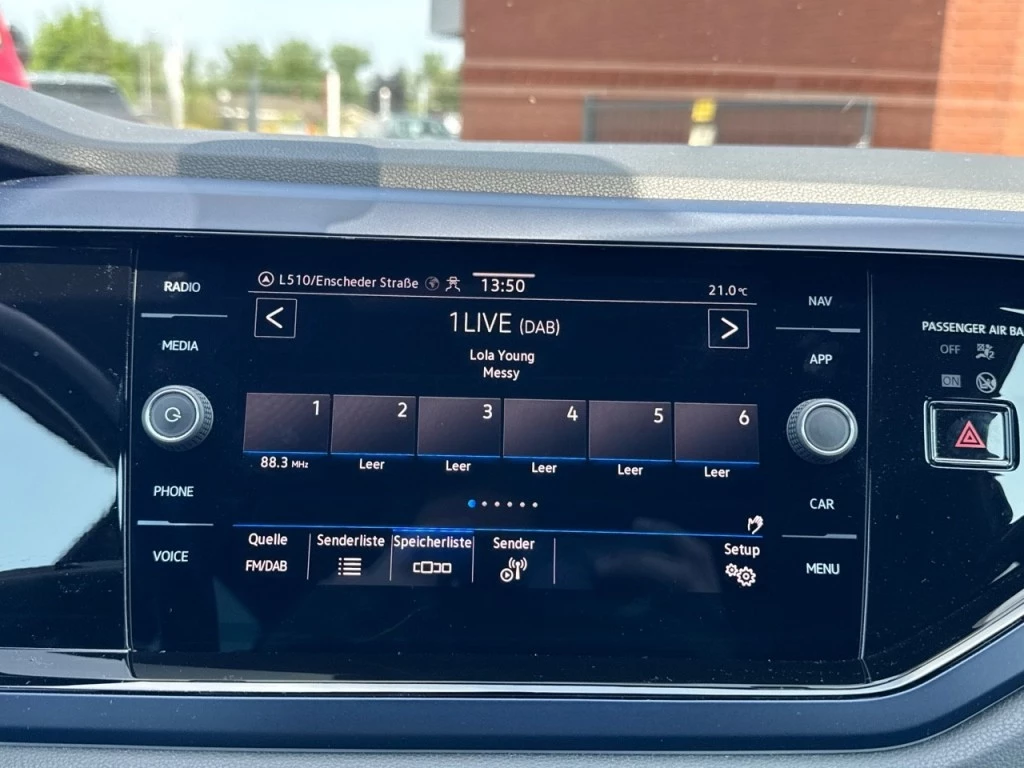 L510/Enscheder Straße 13:50 21.0°C
RADIO
MEDIA
PHONE
VOICE
1LIVE (DAB)
Lola Young
Messy
1 2 3 4 5 6
88.3 MHz Leer Leer Leer Leer Leer
Quelle Senderliste Speicherliste Sender Setup
FM/DAB
NAV
APP
CAR
MENU
PASSENGER AIR BA
OFF
ON